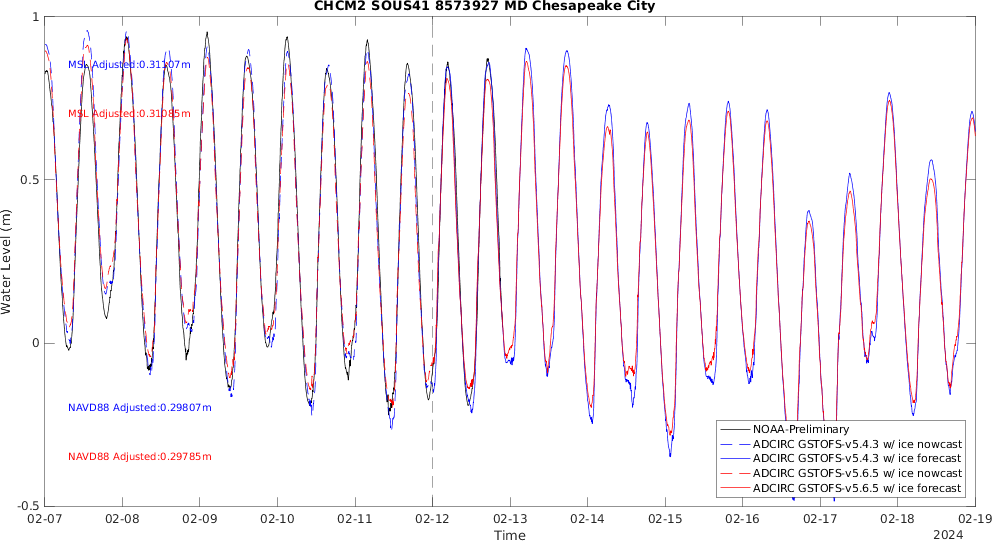 CHCM2 SOUS41 8573927 MD Chesapeake City
1
MSL Adjusted:0.31107m
MSL Adjusted:0.31085m
0.5
Water Level (m)
0
NAVD88 Adjusted:0.29807m
NAVD88 Adjusted:0.29785m
NOAA-Preliminary
ADCIRC GSTOFS-v5.4.3 w/ ice nowcast
ADCIRC GSTOFS-v5.4.3 w/ ice forecast
ADCIRC GSTOFS-v5.6.5 w/ ice nowcast
ADCIRC GSTOFS-v5.6.5 w/ ice forecast
-0.5
02-07 02-08 02-09 02-10 02-11 02-12 02-13 02-14 02-15 02-16 02-17 02-18 02-19
Time
2024